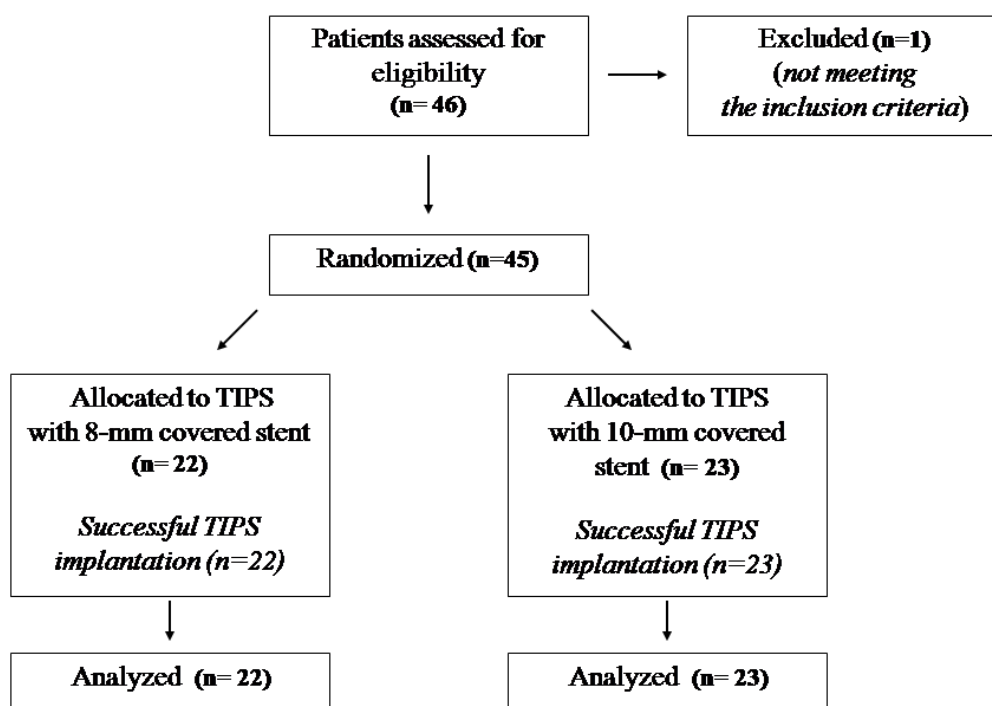 Patients assessed for
eligibility
(n= 46)
Excluded (n=1)
(not meeting
the inclusion criteria)
Randomized (n=45)
Allocated to TIPS
with 8-mm covered stent
(n= 22)
Successful TIPS
implantation (n=22)
Allocated to TIPS
with 10-mm covered
stent (n= 23)
Successful TIPS
implantation (n=23)
Analyzed (n= 22)
Analyzed (n= 23)